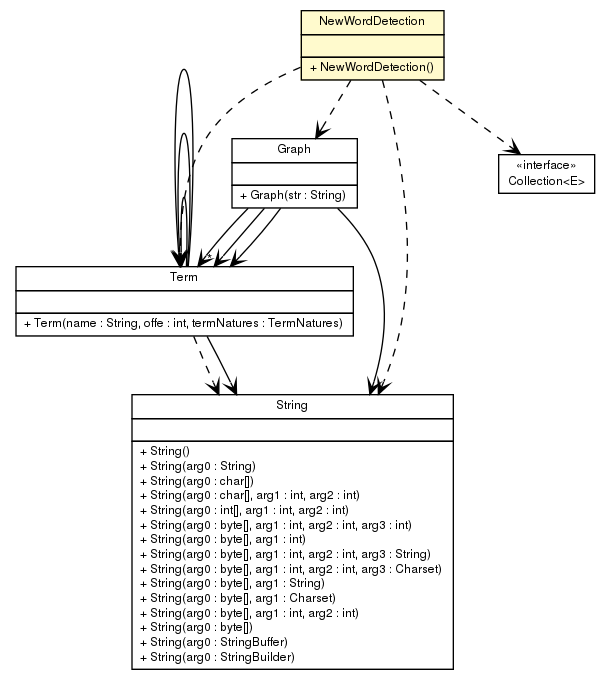 NewWordDetection
+ NewWordDetection()
Graph
+ Graph(str : String)
«interface»
Collection<E>
*
Term
+ Term(name : String, offe : int, termNatures : TermNatures)
String
+ String()
+ String(arg0 : String)
+ String(arg0 : char[])
+ String(arg0 : char[], arg1 : int, arg2 : int)
+ String(arg0 : int[], arg1 : int, arg2 : int)
+ String(arg0 : byte[], arg1 : int, arg2 : int, arg3 : int)
+ String(arg0 : byte[], arg1 : int)
+ String(arg0 : byte[], arg1 : int, arg2 : int, arg3 : String)
+ String(arg0 : byte[], arg1 : int, arg2 : int, arg3 : Charset)
+ String(arg0 : byte[], arg1 : String)
+ String(arg0 : byte[], arg1 : Charset)
+ String(arg0 : byte[], arg1 : int, arg2 : int)
+ String(arg0 : byte[])
+ String(arg0 : StringBuffer)
+ String(arg0 : StringBuilder)